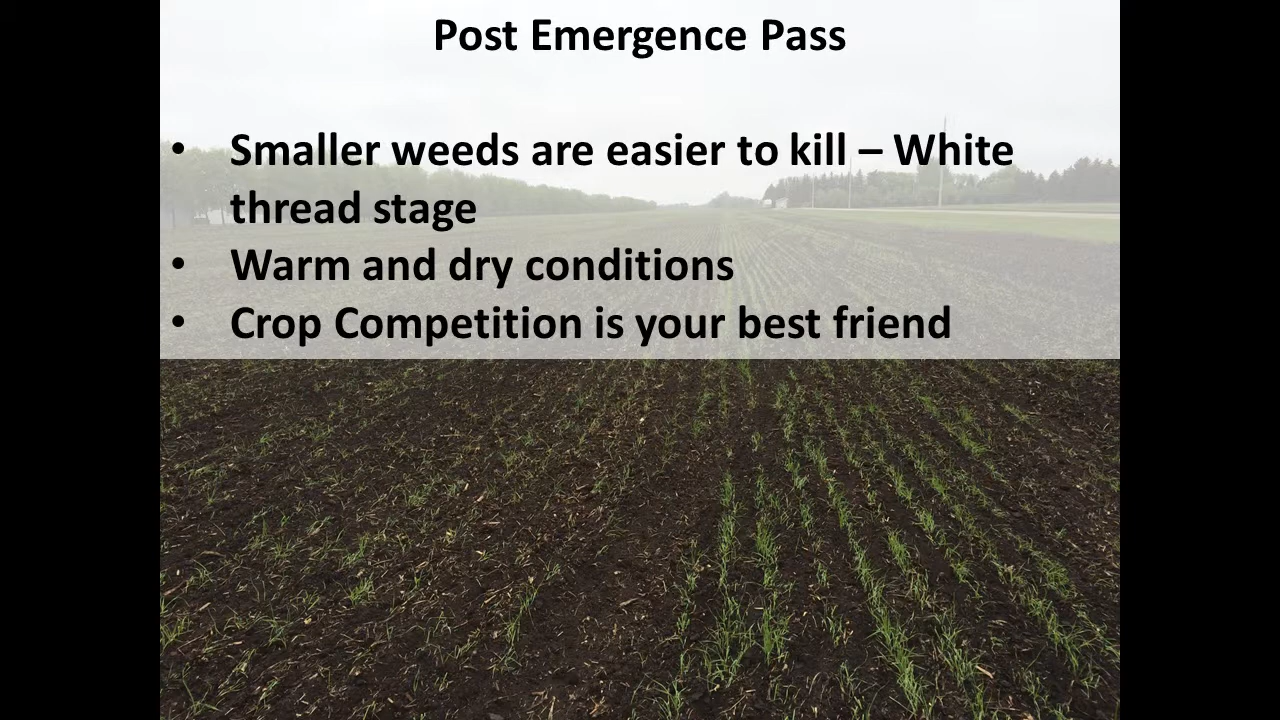 Post Emergence Pass
• Smaller weeds are easier to kill – White
thread stage
• Warm and dry conditions
• Crop Competition is your best friend